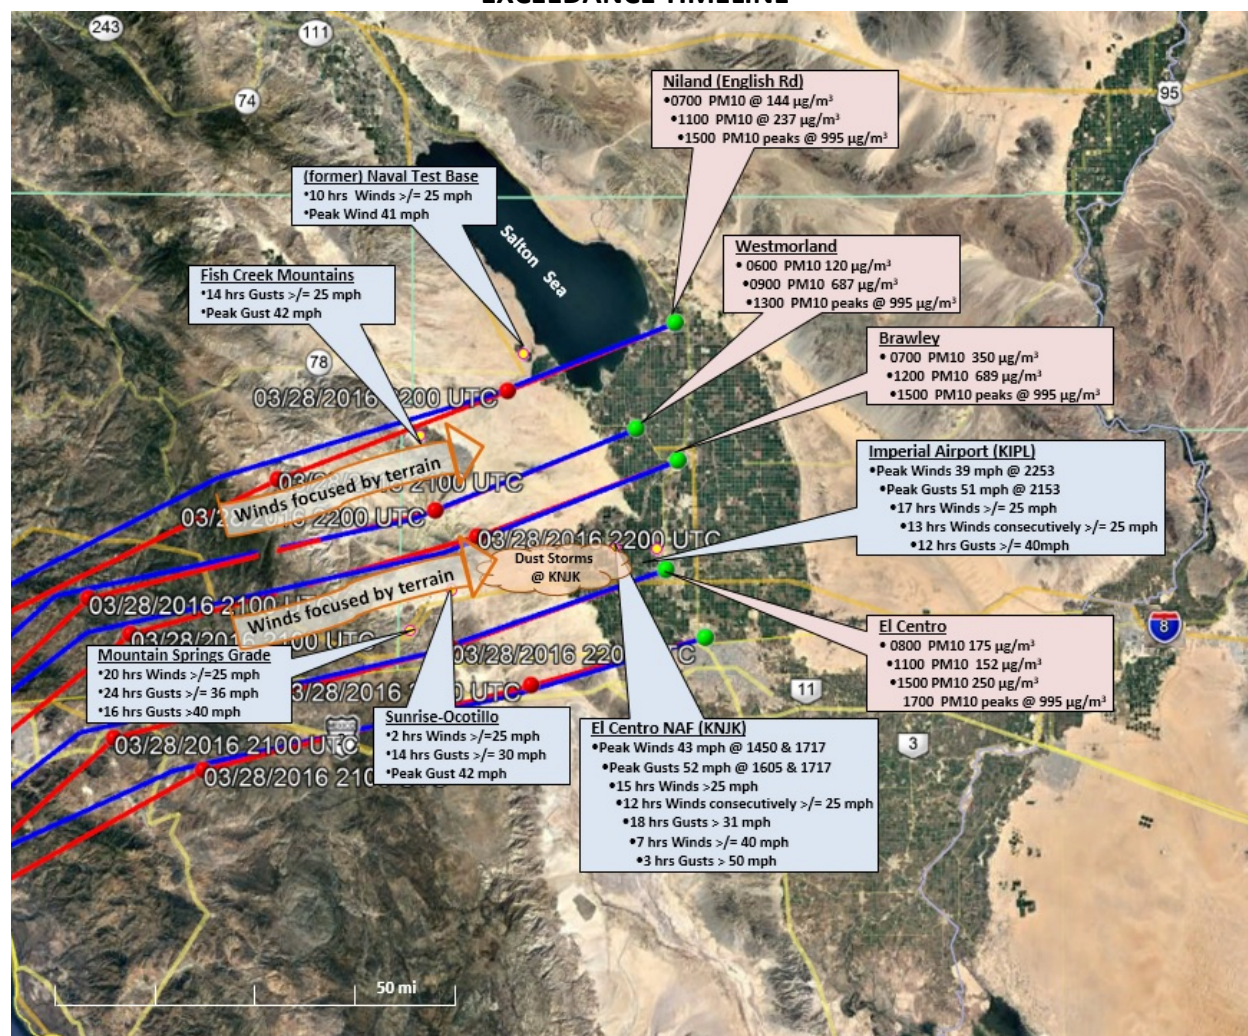 EXCEEDANCE TIMELINE
243
111
74
95
Niland (English Rd)
•0700 PM10 @ 144 µg/m³
•1100 PM10 @ 237 µg/m³
•1500 PM10 peaks @ 995 µg/m³
(former) Naval Test Base
•10 hrs Winds >/= 25 mph
•Peak Wind 41 mph
Salton Sea
Westmorland
• 0600 PM10 120 µg/m³
•0900 PM10 687 µg/m³
•1300 PM10 peaks @ 995 µg/m³
Fish Creek Mountains
•14 hrs Gusts >/= 25 mph
•Peak Gust 42 mph
Brawley
• 0700 PM10 350 µg/m³
•1200 PM10 689 µg/m³
•1500 PM10 peaks @ 995 µg/m³
78
03/28/2016 2200 UTC
Winds focused by terrain
2100 UTC
2200 UTC
Imperial Airport (KIPL)
•Peak Winds 39 mph @ 2253
•Peak Gusts 51 mph @ 2153
•17 hrs Winds >/= 25 mph
•13 hrs Winds consecutively >/= 25 mph
•12 hrs Gusts >/= 40mph
03/28/2016 2200 UTC
Dust Storms
@ KNJK
03/28/2016 2100
Winds focused by terrain
03/28/2016 2100 UTC
8
El Centro
• 0800 PM10 175 µg/m³
•1100 PM10 152 µg/m³
•1500 PM10 250 µg/m³
1700 PM10 peaks @ 995 µg/m³
Mountain Springs Grade
•20 hrs Winds >/=25 mph
•24 hrs Gusts >/= 36 mph
•16 hrs Gusts >40 mph
03/28/2016 2200 UTC
03/28/2016 UTC
11
Sunrise-Ocotillo
•2 hrs Winds >/=25 mph
•14 hrs Gusts >/= 30 mph
•Peak Gust 42 mph
El Centro NAF (KNJK)
•Peak Winds 43 mph @ 1450 & 1717
•Peak Gusts 52 mph @ 1605 & 1717
•15 hrs Winds >25 mph
•12 hrs Winds consecutively >/= 25 mph
•18 hrs Gusts > 31 mph
•7 hrs Winds >/= 40 mph
•3 hrs Gusts > 50 mph
3
03/28/2016 2100 UTC
03/28/2016 210
50 mi